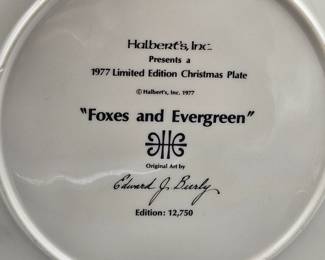 Halbert's, Inc.
Presents a
1977 Limited Edition Christmas Plate
© Halbert's, Inc. 1977
"Foxes and Evergreen"
Original Art by
Edward J. Bierly
Edition: 12,750